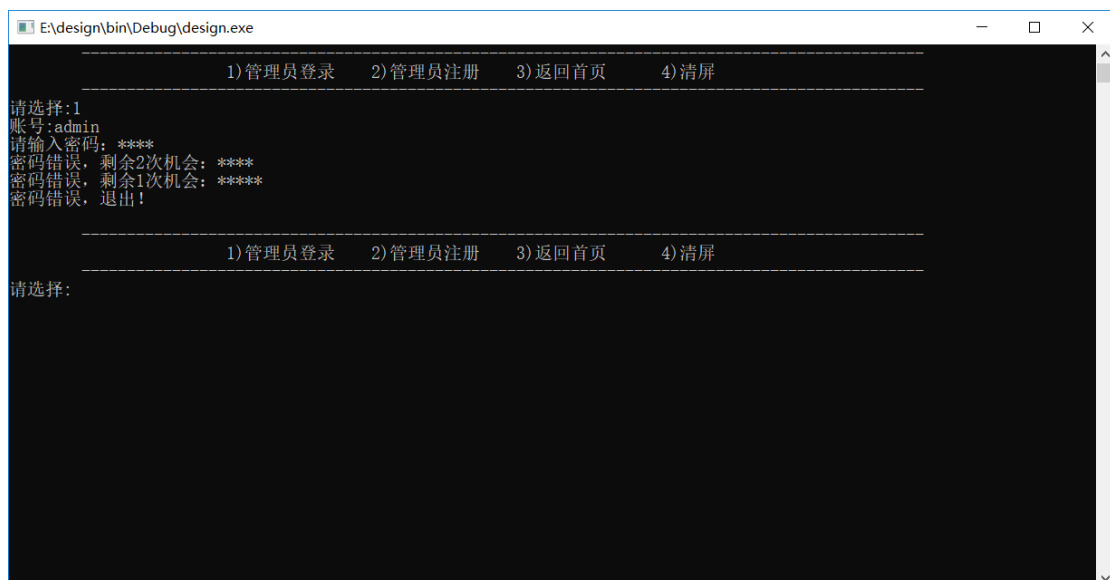 E:\design\bin\Debug\design.exe
1)管理员登录 2)管理员注册 3)返回首页 4)清屏
请选择:1
账号:admin
请输入密码：****
密码错误，剩余2次机会：****
密码错误，剩余1次机会：*****
密码错误，退出！
1)管理员登录 2)管理员注册 3)返回首页 4)清屏
请选择: